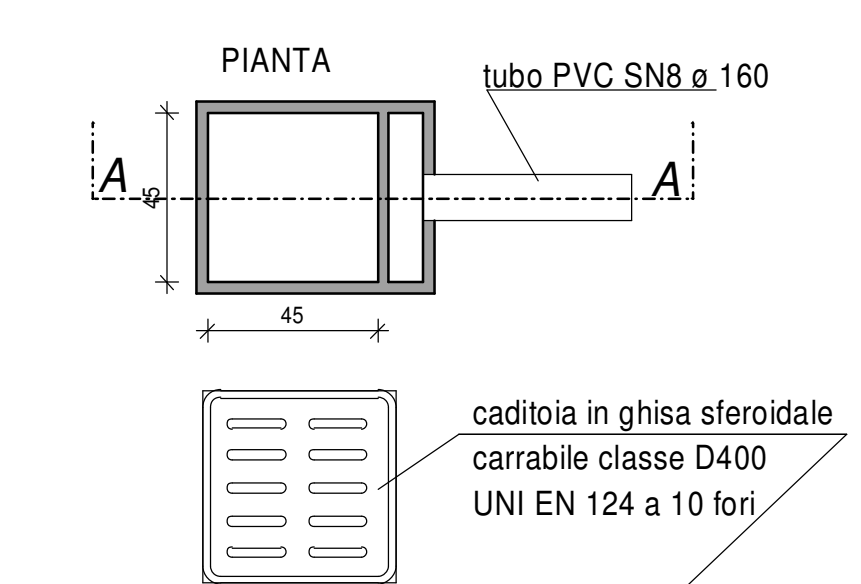 PIANTA
tubo PVC SN8 ø 160
A
45
A
45
caditoia in ghisa sferoidale
carrabile classe D400
UNI EN 124 a 10 fori